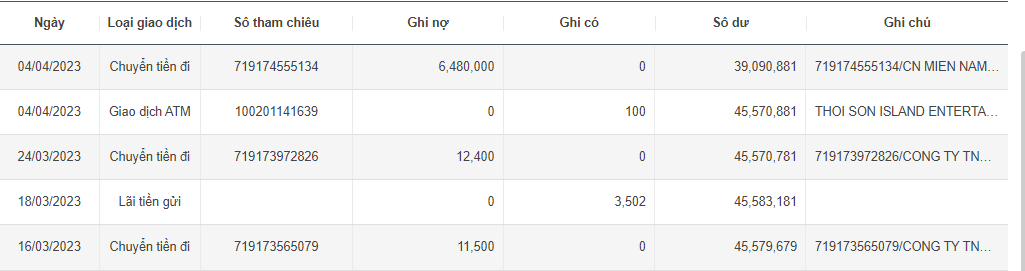 Ngày Loại giao dịch Số tham chiếu Ghi nợ Ghi có Số dư Ghi chú
04/04/2023 Chuyển tiền đi 719174555134 6,480,000 0 39,090,881 719174555134/CN MIEN NAM...
04/04/2023 Giao dịch ATM 100201141639 0 100 45,570,881 THOI SON ISLAND ENTERTA...
24/03/2023 Chuyển tiền đi 719173972826 12,400 0 45,570,781 719173972826/CONG TY TN...
18/03/2023 Lãi tiền gửi 0 3,502 45,583,181
16/03/2023 Chuyển tiền đi 719173565079 11,500 0 45,579,679 719173565079/CONG TY TN...